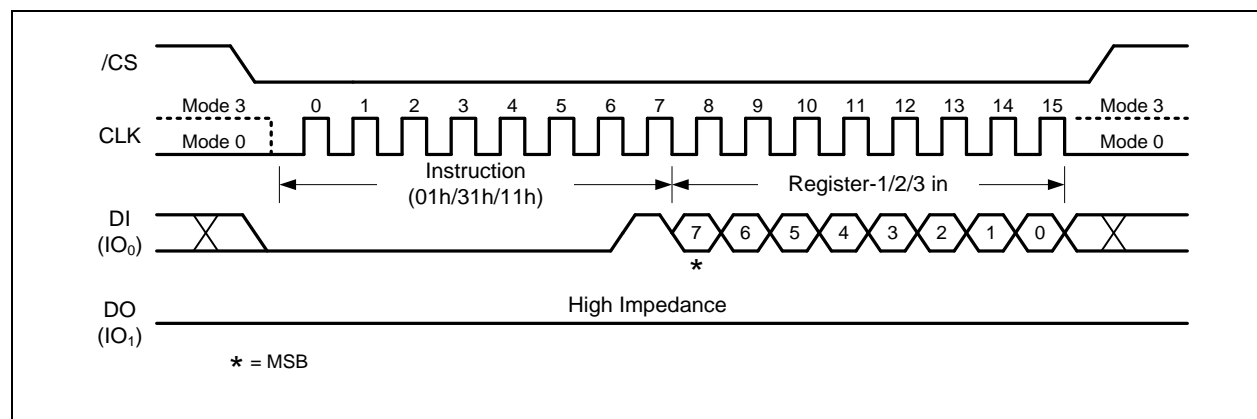 /CS
Mode 3 0 1 2 3 4 5 6 7 8 9 10 11 12 13 14 15 Mode 3
CLK
Mode 0 Mode 0
Instruction
(01h/31h/11h)
Register-1/2/3 in
DI
(IO₀)
7 6 5 4 3 2 1 0
*
High Impedance
DO
(IO₁)
* = MSB